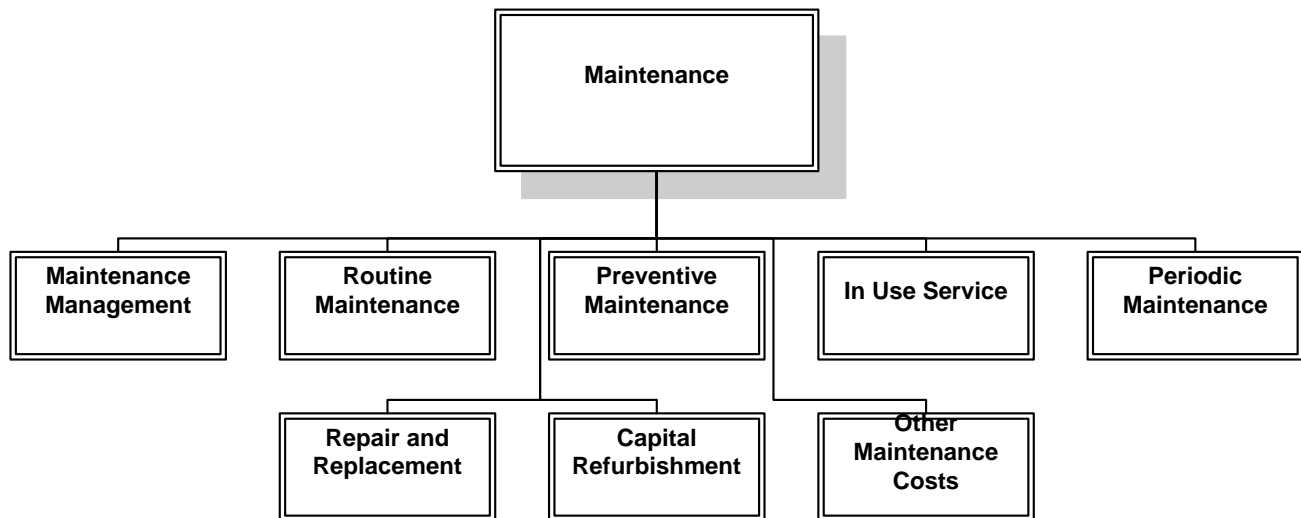 Maintenance
Maintenance
Management
Routine
Maintenance
Preventive
Maintenance
In Use Service
Periodic
Maintenance
Repair and
Replacement
Capital
Refurbishment
Other
Maintenance
Costs